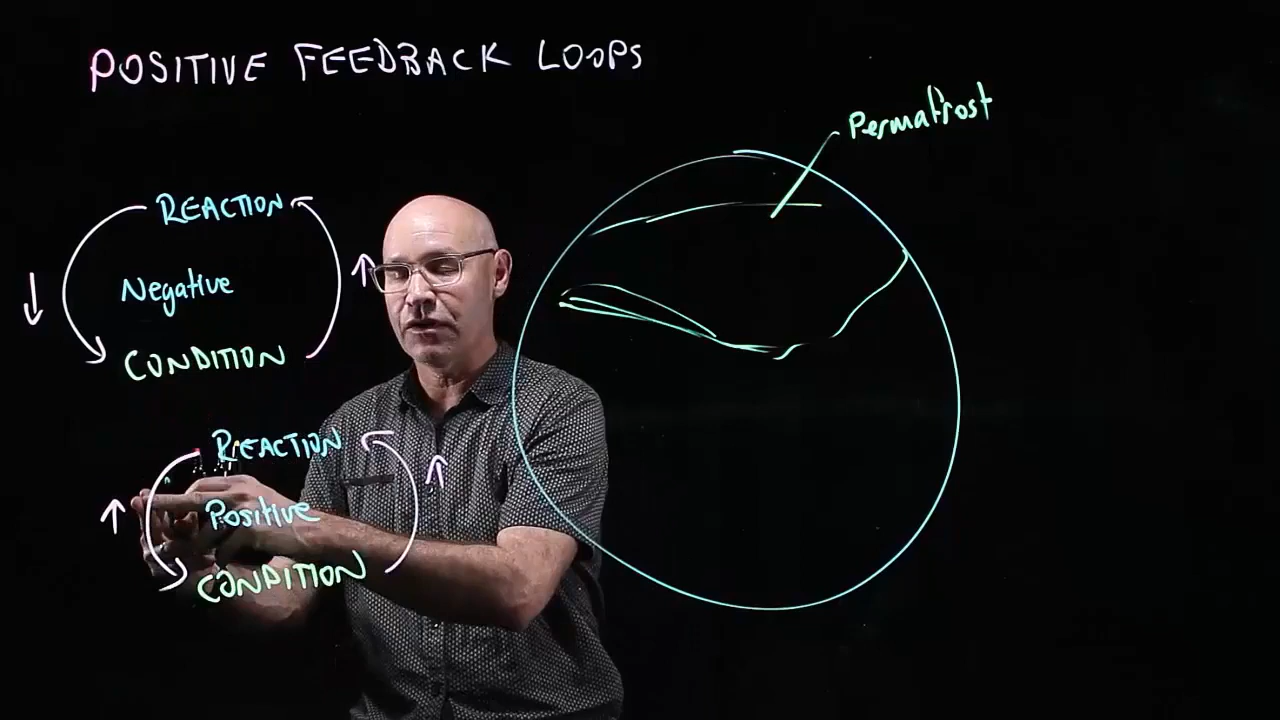 POSITIVE FEEDBACK LOOPS
Permafrost
REACTION
Negative
CONDITION
REACTION
Positive
CONDITION